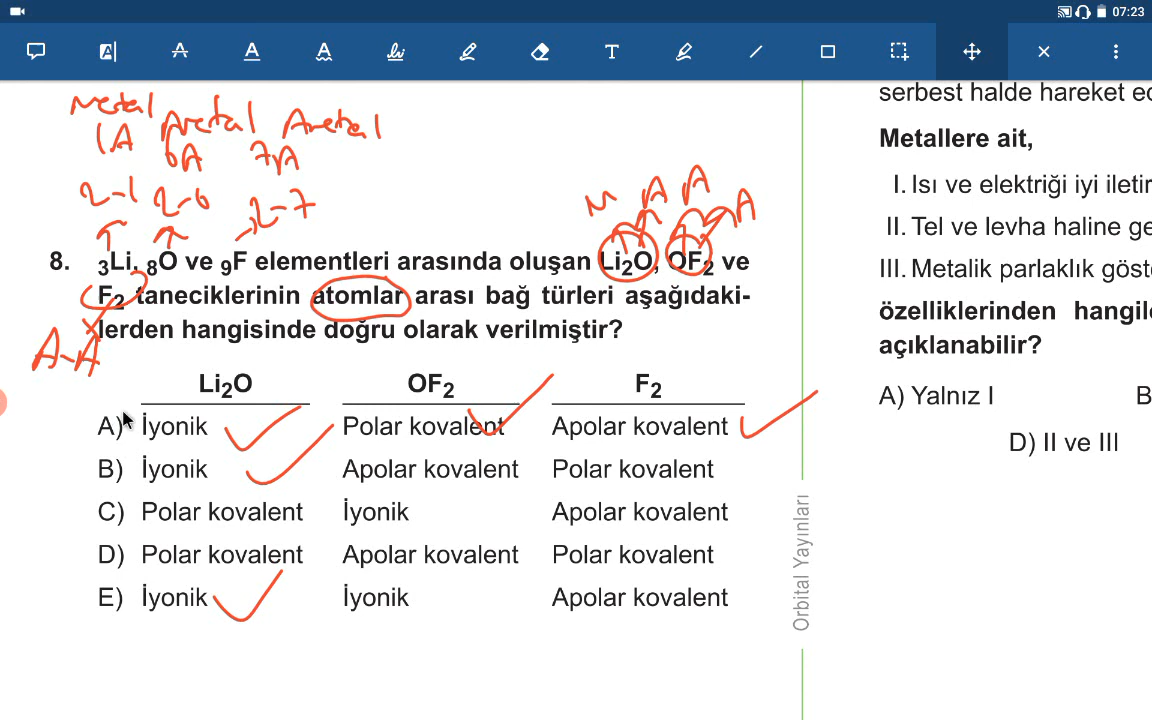 07:23
metal Ametal Ametal
1A 6A 7A
2-1 2-6 2-7
M A A A
8. ₃Li, ₈O ve ₉F elementleri arasında oluşan Li₂O, OF₂ ve
F₂ taneciklerinin atomlar arası bağ türleri aşağıdaki-
lerden hangisinde doğru olarak verilmiştir?
A-A
Li₂O OF₂ F₂
A) İyonik Polar kovalent Apolar kovalent
B) İyonik Apolar kovalent Polar kovalent
C) Polar kovalent İyonik Apolar kovalent
D) Polar kovalent Apolar kovalent Polar kovalent
E) İyonik İyonik Apolar kovalent
Orbital Yayınları
serbest halde hareket ed
Metallere ait,
I. Isı ve elektriği iyi iletir
II. Tel ve levha haline ge
III. Metalik parlaklık göste
özelliklerinden hangile
açıklanabilir?
A) Yalnız I B
D) II ve III